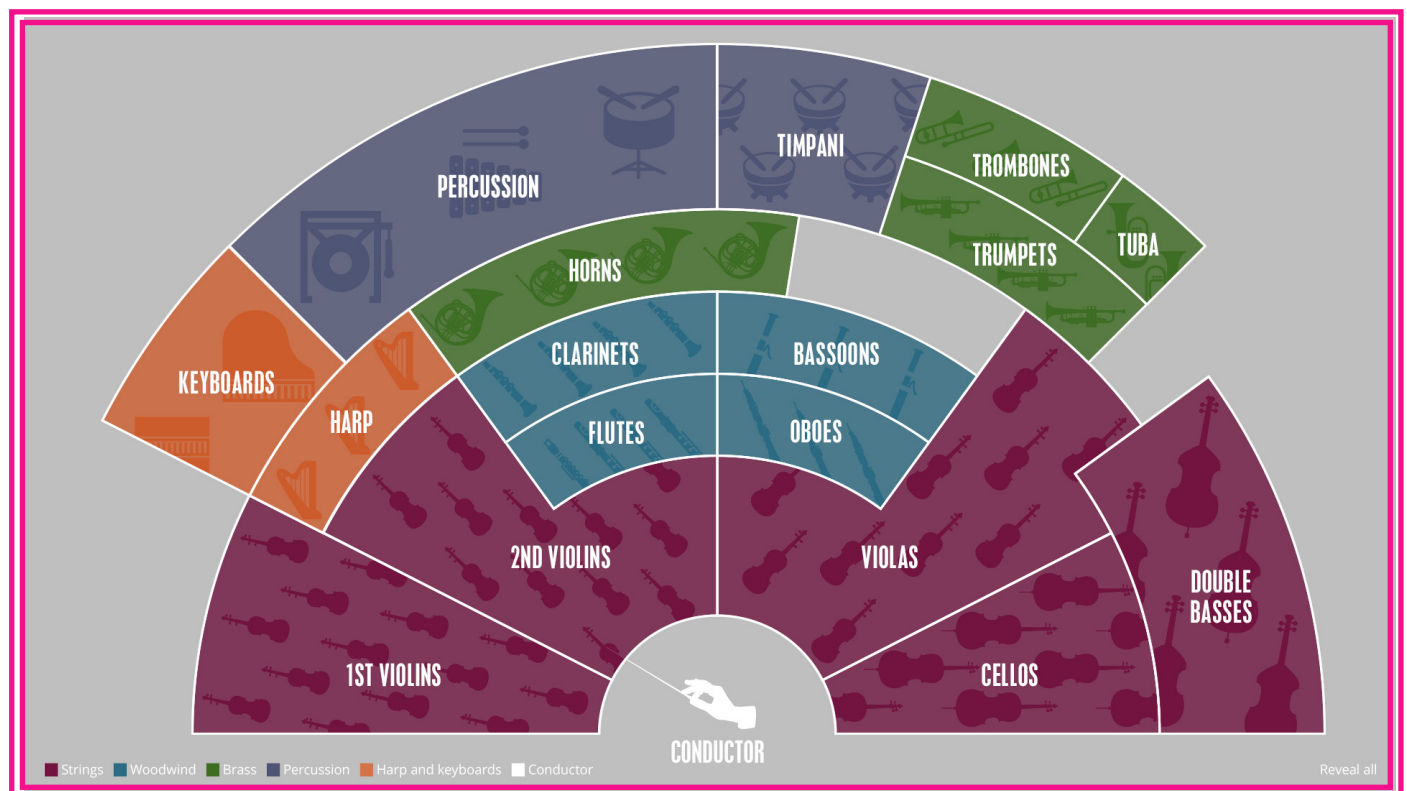 TIMPANI
TROMBONES
PERCUSSION
TUBA
TRUMPETS
HORNS
CLARINETS
BASSOONS
KEYBOARDS
HARP
FLUTES
OBOES
2ND VIOLINS
VIOLAS
DOUBLE
BASSES
1ST VIOLINS
CELLOS
CONDUCTOR
Strings Woodwind Brass Percussion Harp and keyboards Conductor
Reveal all